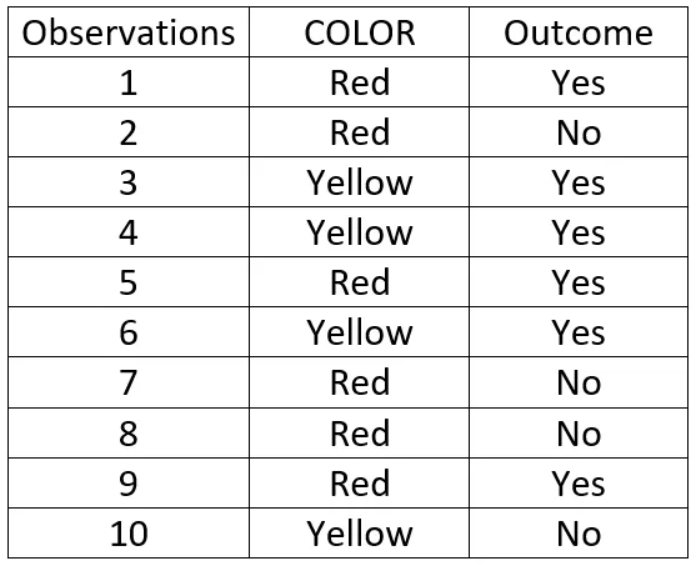 Observations COLOR Outcome
1 Red Yes
2 Red No
3 Yellow Yes
4 Yellow Yes
5 Red Yes
6 Yellow Yes
7 Red No
8 Red No
9 Red Yes
10 Yellow No